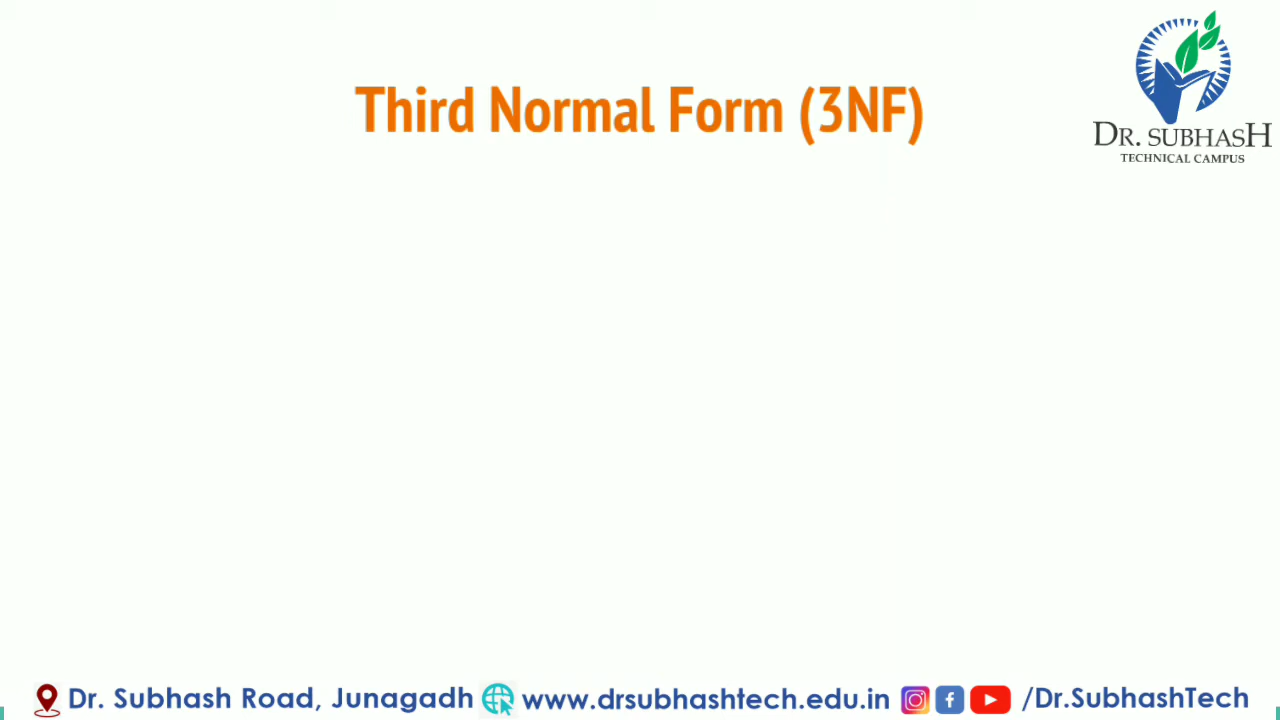 Third Normal Form (3NF)
DR. SUBHASH
TECHNICAL CAMPUS
Dr. Subhash Road, Junagadh www.drsubhashtech.edu.in /Dr.SubhashTech